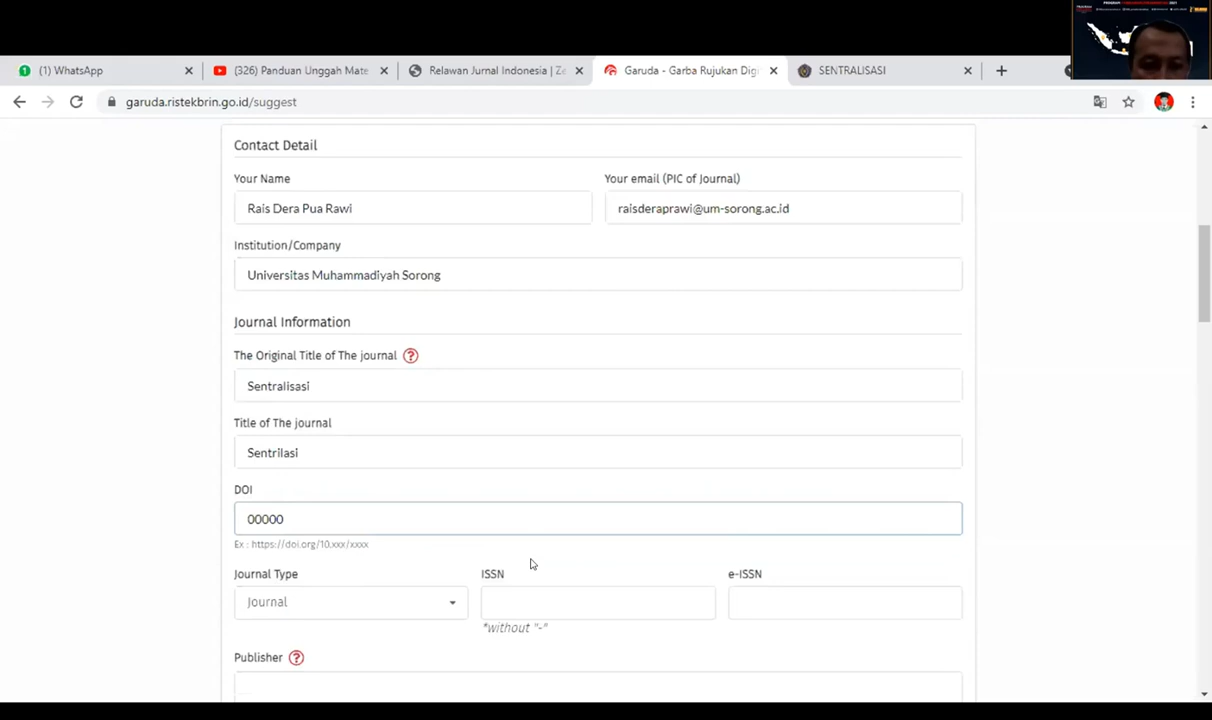 (1) WhatsApp
(326) Panduan Unggah Mate
Relawan Jurnal Indonesia | Ze
Garuda - Garba Rujukan Digi
SENTRALISASI
garuda.ristekbrin.go.id/suggest
Contact Detail
Your Name
Your email (PIC of Journal)
Rais Dera Pua Rawi
raisderaprawi@um-sorong.ac.id
Institution/Company
Universitas Muhammadiyah Sorong
Journal Information
The Original Title of The journal ?
Sentralisasi
Title of The journal
Sentrilasi
DOI
00000
Ex : https://doi.org/10.xxx/xxxx
Journal Type
ISSN
e-ISSN
Journal
*without "-"
Publisher ?